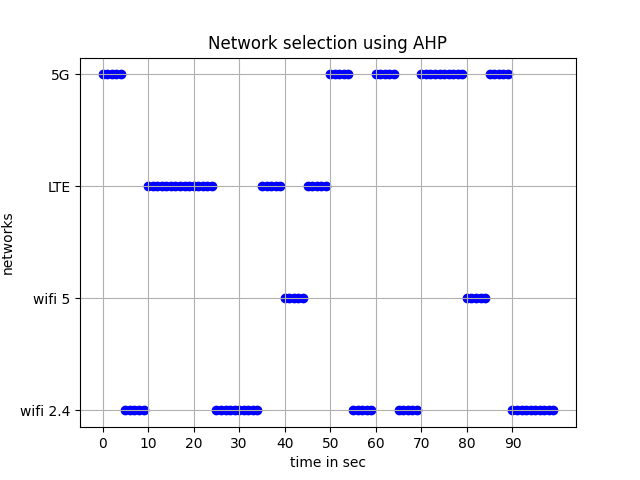 Network selection using AHP
5G
LTE
wifi 5
wifi 2.4
networks
0 10 20 30 40 50 60 70 80 90
time in sec